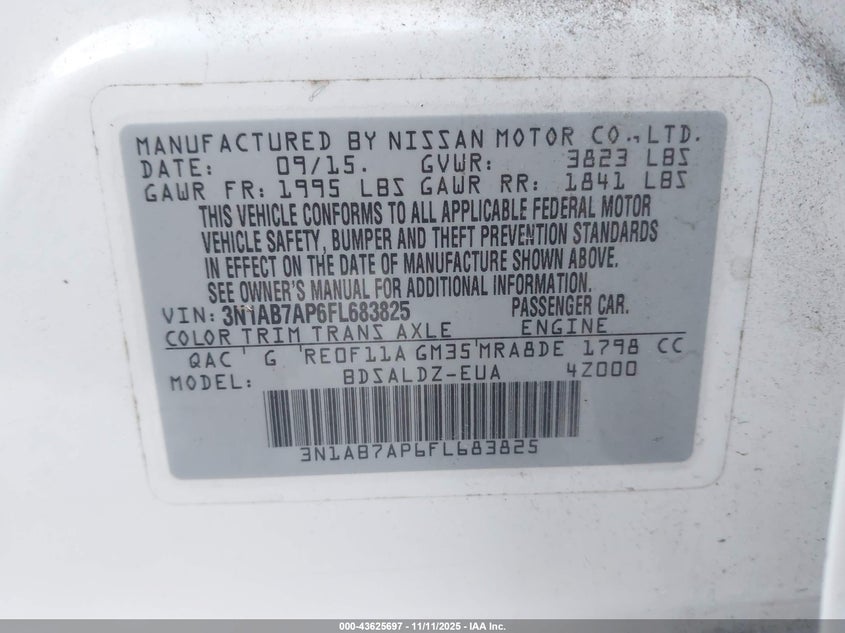 MANUFACTURED BY NISSAN MOTOR CO.,LTD.
DATE: 09/15. GVWR: 3823 LBS
GAWR FR: 1995 LBS GAWR RR: 1841 LBS
THIS VEHICLE CONFORMS TO ALL APPLICABLE FEDERAL MOTOR
VEHICLE SAFETY, BUMPER AND THEFT PREVENTION STANDARDS
IN EFFECT ON THE DATE OF MANUFACTURE SHOWN ABOVE.
SEE OWNER'S MANUAL FOR ADDITIONAL INFORMATION.
VIN: 3N1AB7AP6FL683825 PASSENGER CAR.
COLOR TRIM TRANS AXLE ENGINE
QAC G RE0F11A GM35 MRA8DE 1798 CC
MODEL: BDSALDZ-EUA 4Z000
3N1AB7AP6FL683825
000-43625697 - 11/11/2025 - IAA Inc.